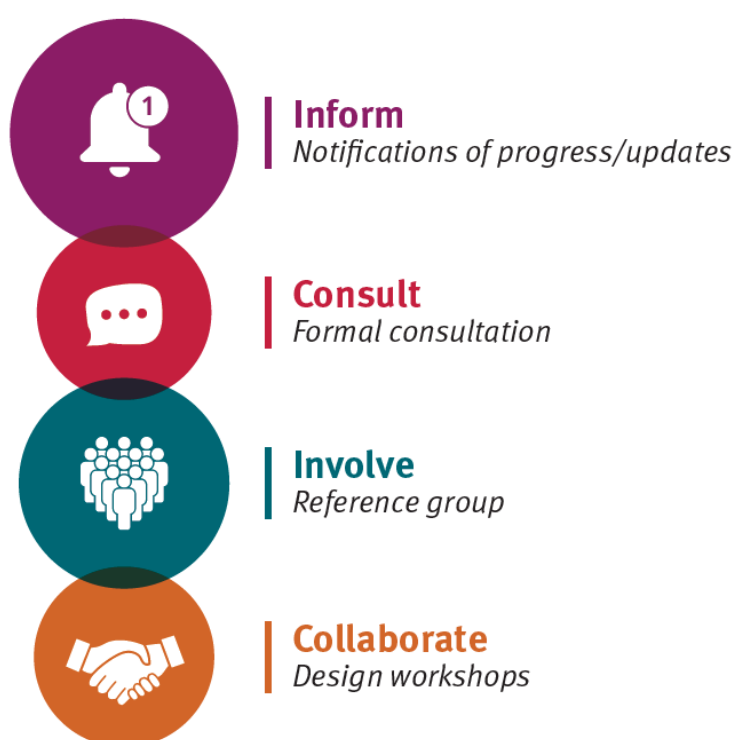 1
Inform
Notifications of progress/updates
Consult
Formal consultation
Involve
Reference group
Collaborate
Design workshops